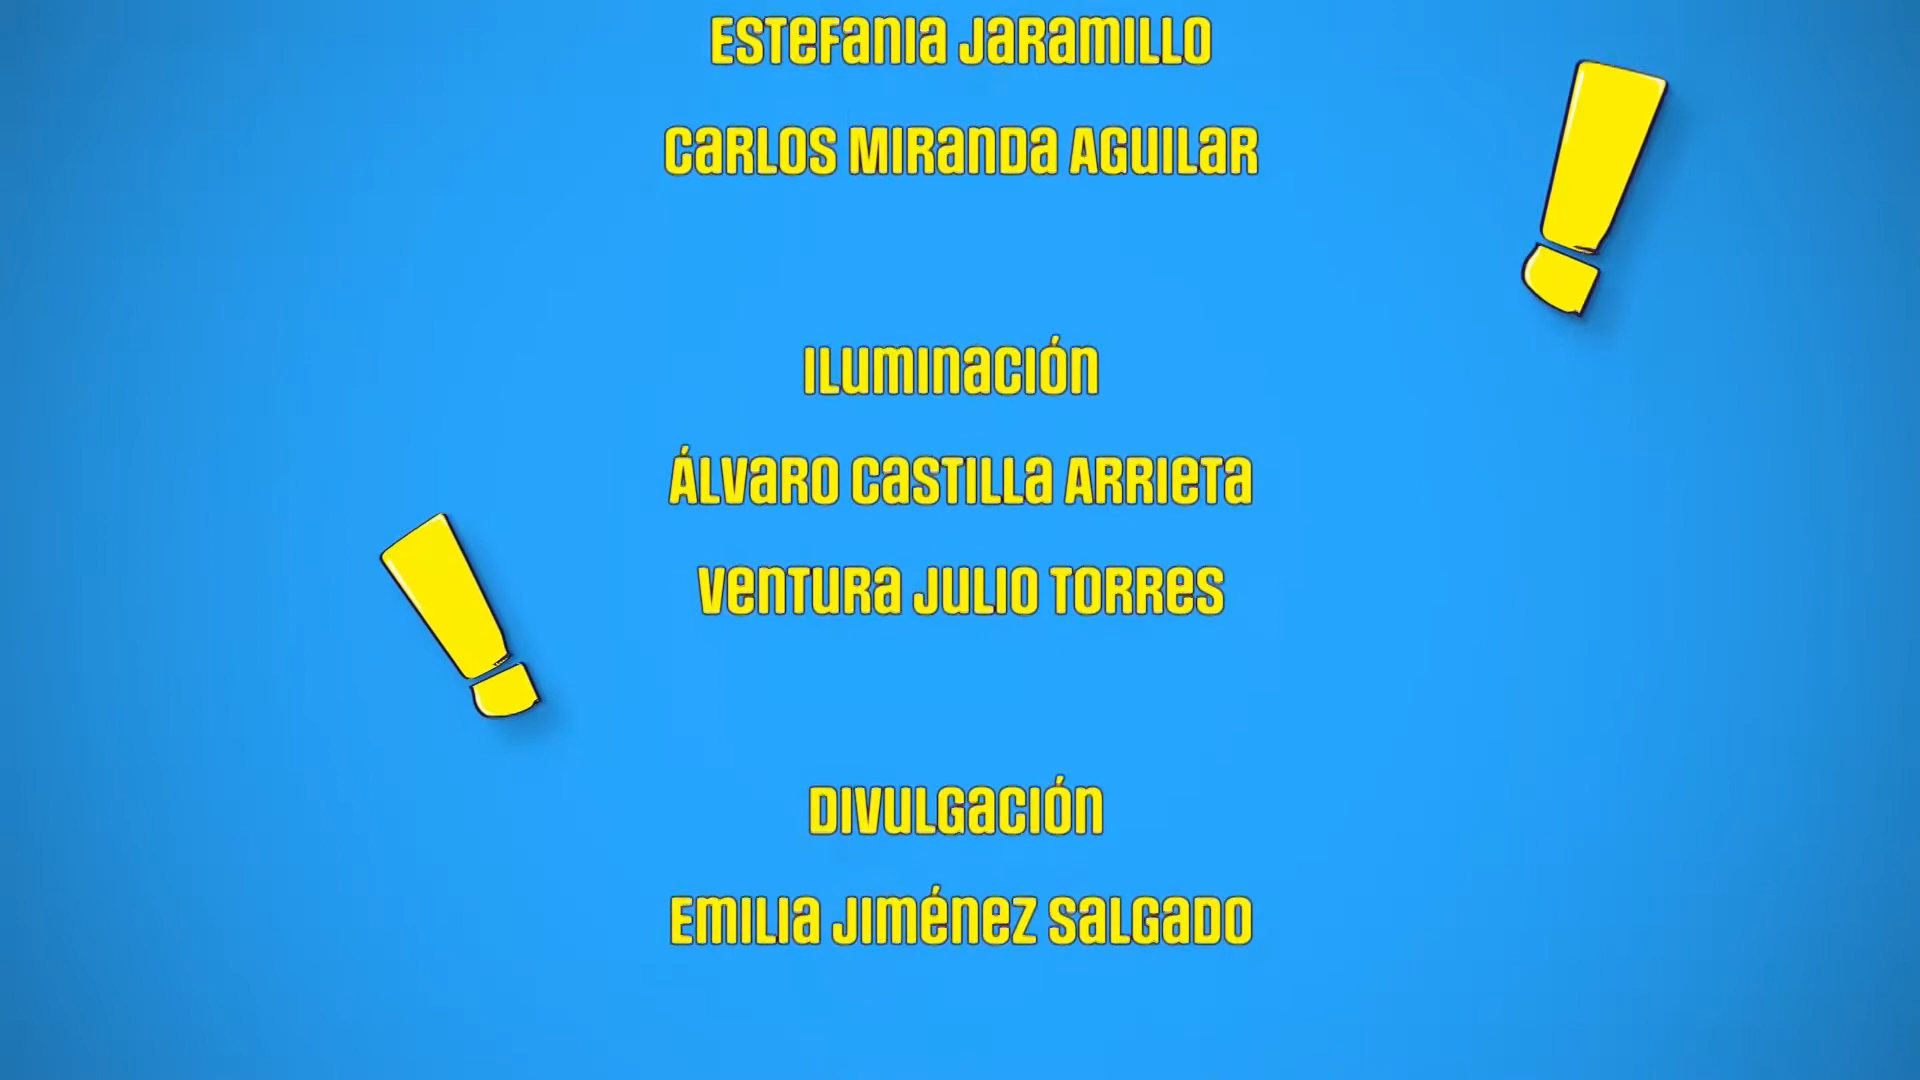 Estefania Jaramillo
Carlos Miranda Aguilar
Iluminación
Álvaro Castilla Arrieta
Ventura Julio Torres
Divulgación
Emilia Jiménez Salgado